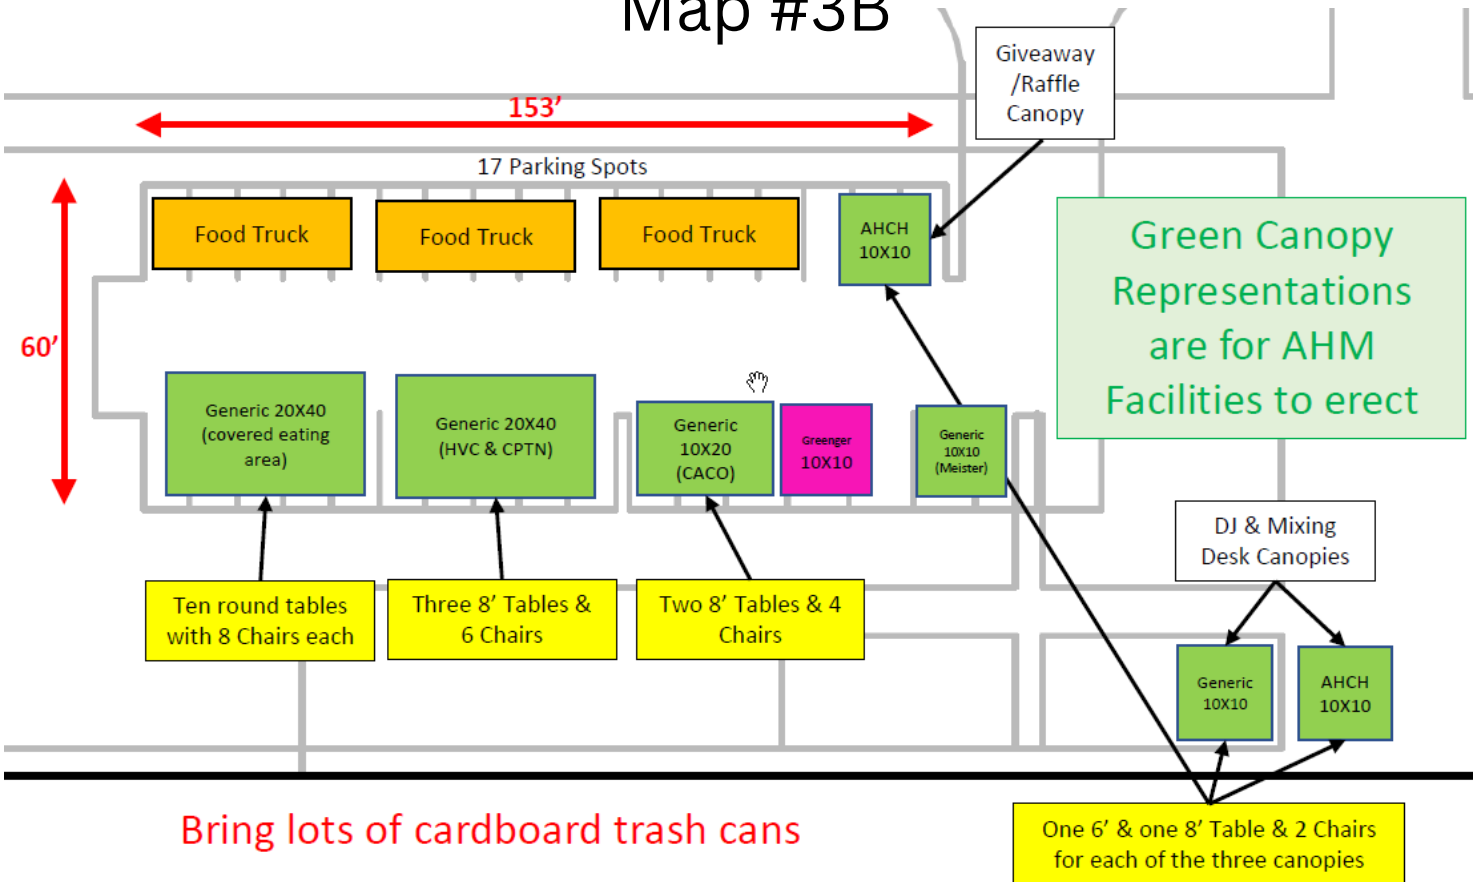 Map #3B
Giveaway
/Raffle
Canopy
153’
17 Parking Spots
Food Truck
Food Truck
Food Truck
AHCH
10X10
Green Canopy
Representations
are for AHM
Facilities to erect
60’
Generic 20X40
(covered eating
area)
Generic 20X40
(HVC & CPTN)
Generic
10X20
(CACO)
Greenger
10X10
Generic
10X10
(Meister)
DJ & Mixing
Desk Canopies
Ten round tables
with 8 Chairs each
Three 8’ Tables &
6 Chairs
Two 8’ Tables & 4
Chairs
Generic
10X10
AHCH
10X10
Bring lots of cardboard trash cans
One 6’ & one 8’ Table & 2 Chairs
for each of the three canopies